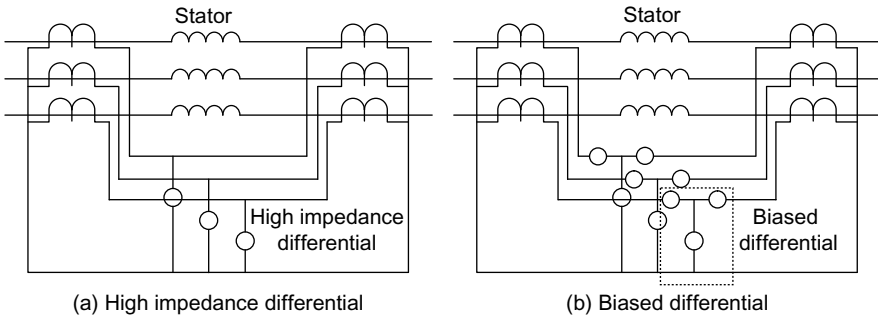 Stator
High impedance
differential
(a) High impedance differential
Stator
Biased
differential
(b) Biased differential